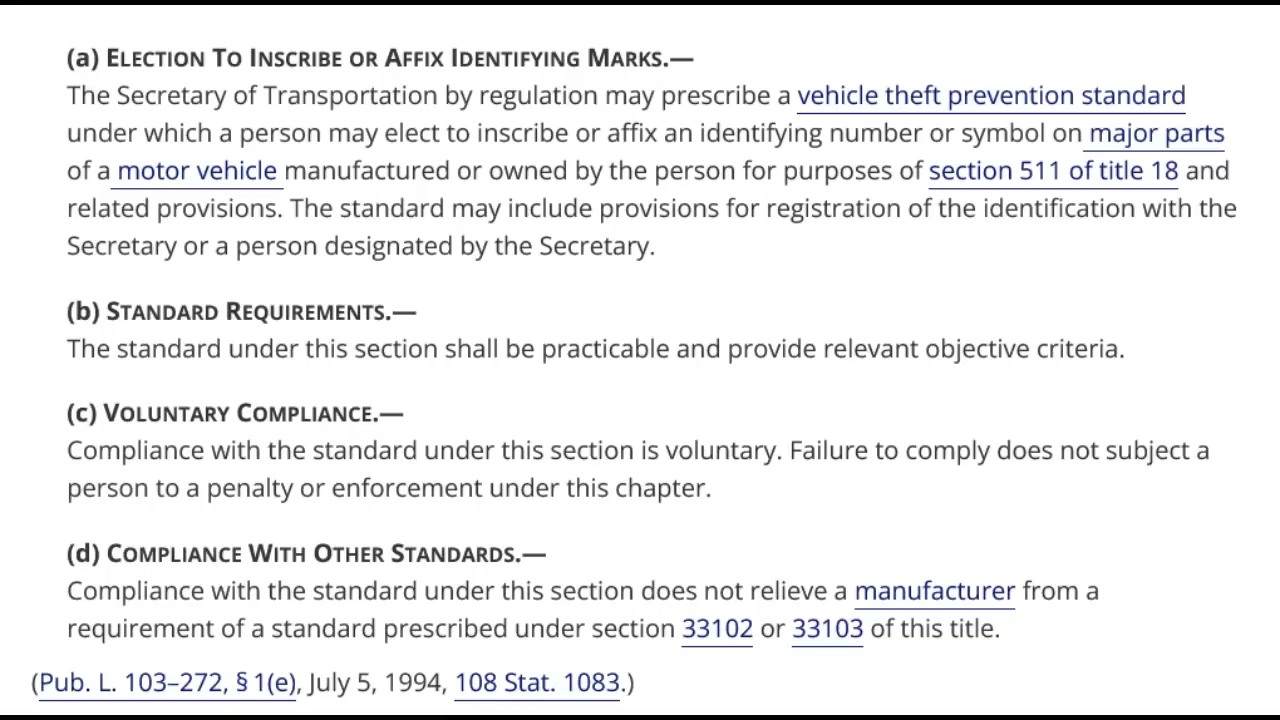 (a) ELECTION TO INSCRIBE OR AFFIX IDENTIFYING MARKS.—
The Secretary of Transportation by regulation may prescribe a vehicle theft prevention standard
under which a person may elect to inscribe or affix an identifying number or symbol on major parts
of a motor vehicle manufactured or owned by the person for purposes of section 511 of title 18 and
related provisions. The standard may include provisions for registration of the identification with the
Secretary or a person designated by the Secretary.
(b) STANDARD REQUIREMENTS.—
The standard under this section shall be practicable and provide relevant objective criteria.
(c) VOLUNTARY COMPLIANCE.—
Compliance with the standard under this section is voluntary. Failure to comply does not subject a
person to a penalty or enforcement under this chapter.
(d) COMPLIANCE WITH OTHER STANDARDS.—
Compliance with the standard under this section does not relieve a manufacturer from a
requirement of a standard prescribed under section 33102 or 33103 of this title.
(Pub. L. 103–272, § 1(e), July 5, 1994, 108 Stat. 1083.)